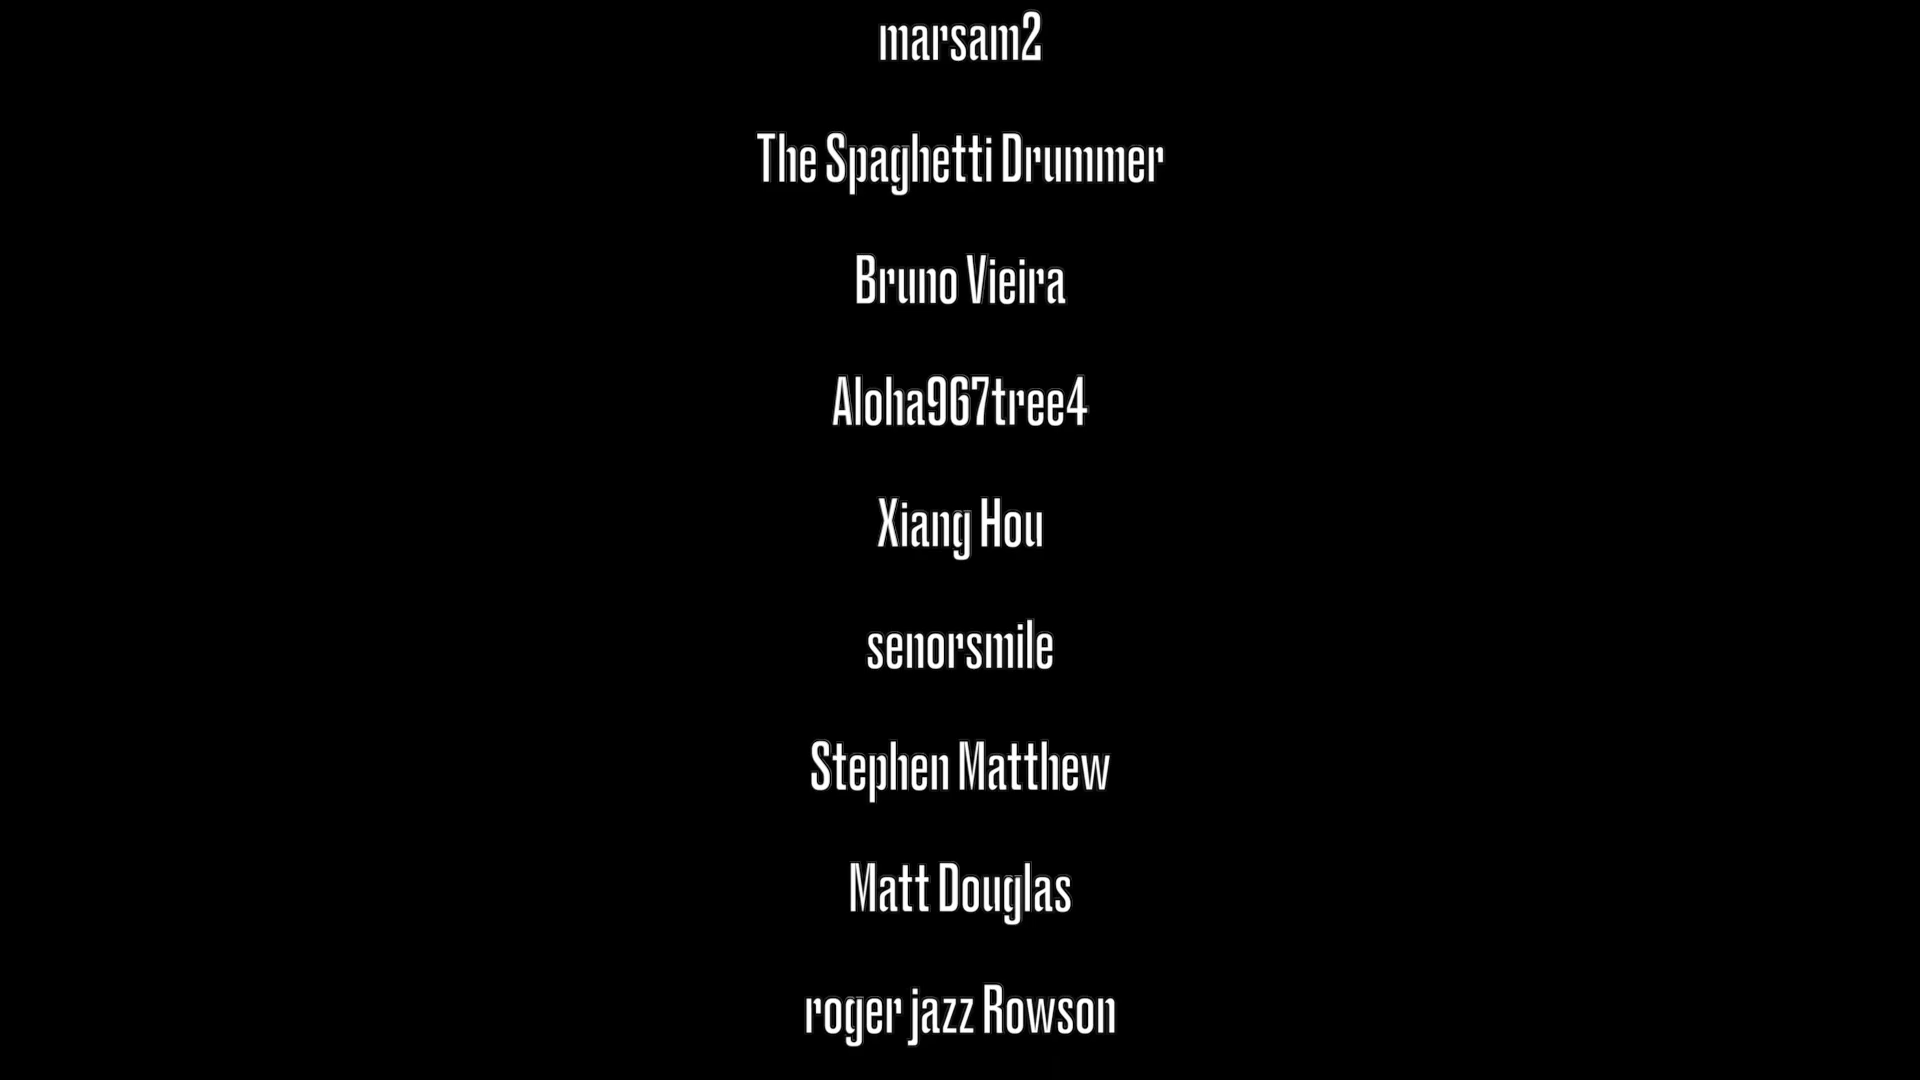 marsam2
The Spaghetti Drummer
Bruno Vieira
Aloha967tree4
Xiang Hou
senorsmile
Stephen Matthew
Matt Douglas
roger jazz Rowson